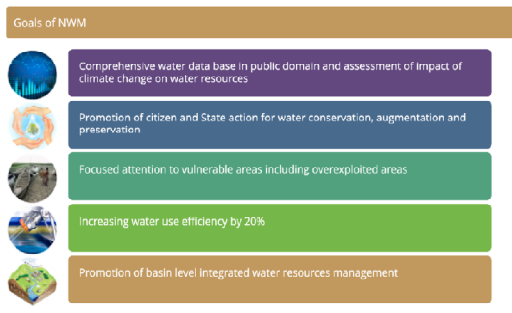 Goals of NWM
Comprehensive water data base in public domain and assessment of impact of
climate change on water resources
Promotion of citizen and State action for water conservation, augmentation and
preservation
Focused attention to vulnerable areas including overexploited areas
Increasing water use efficiency by 20%
Promotion of basin level integrated water resources management